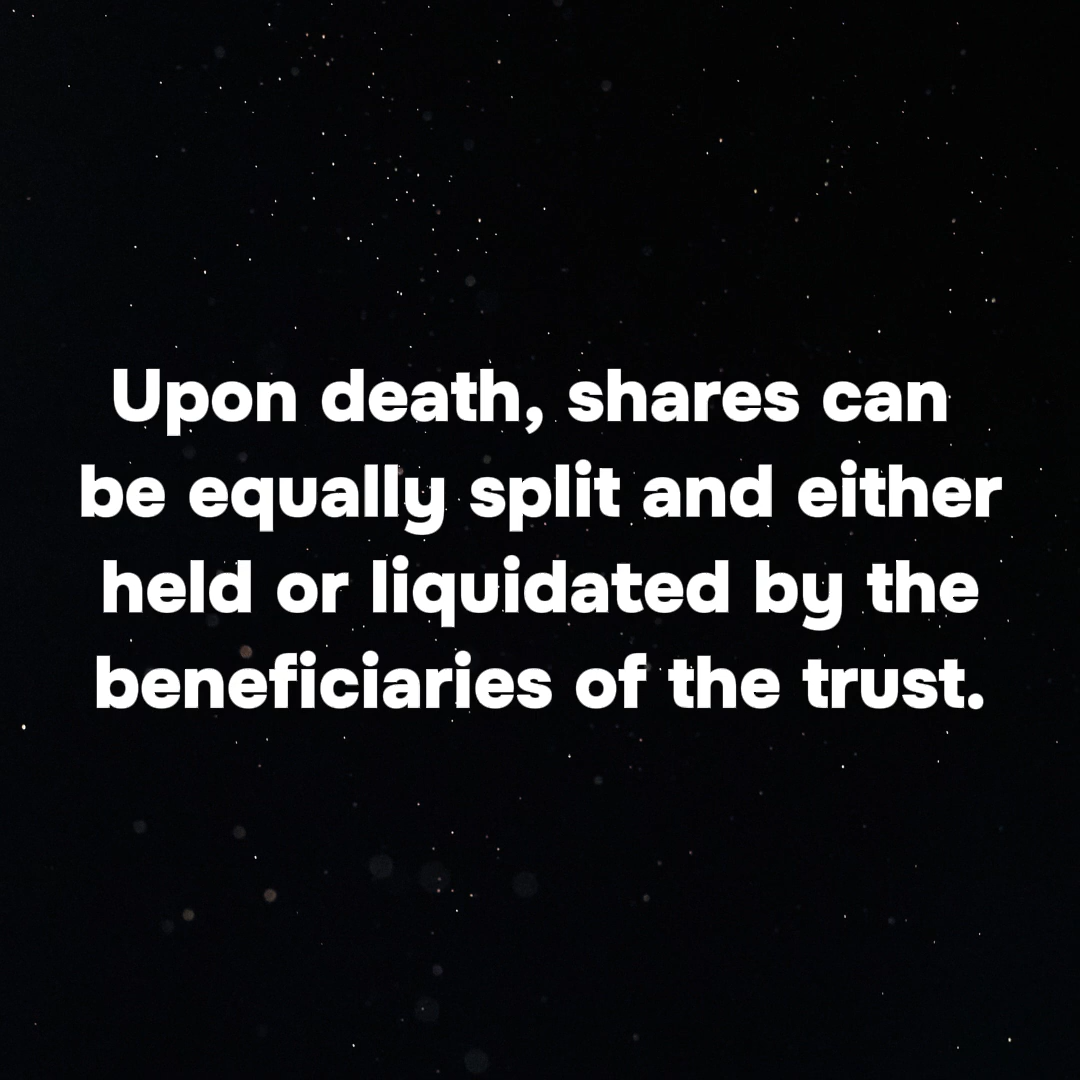 Upon death, shares can
be equally split and either
held or liquidated by the
beneficiaries of the trust.